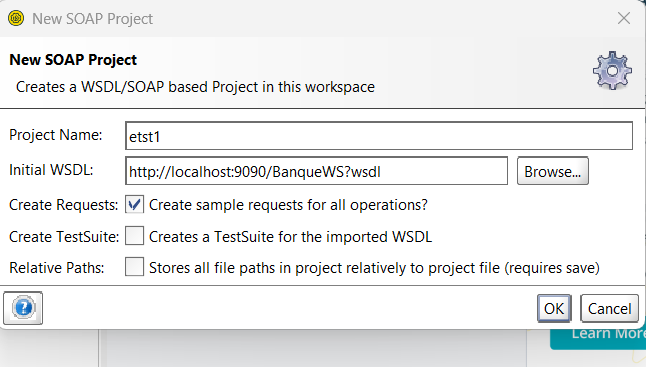 New SOAP Project
New SOAP Project
Creates a WSDL/SOAP based Project in this workspace
Project Name: etst1
Initial WSDL: http://localhost:9090/BanqueWS?wsdl Browse...
Create Requests: Create sample requests for all operations?
Create TestSuite: Creates a TestSuite for the imported WSDL
Relative Paths: Stores all file paths in project relatively to project file (requires save)
? OK Cancel
Learn More